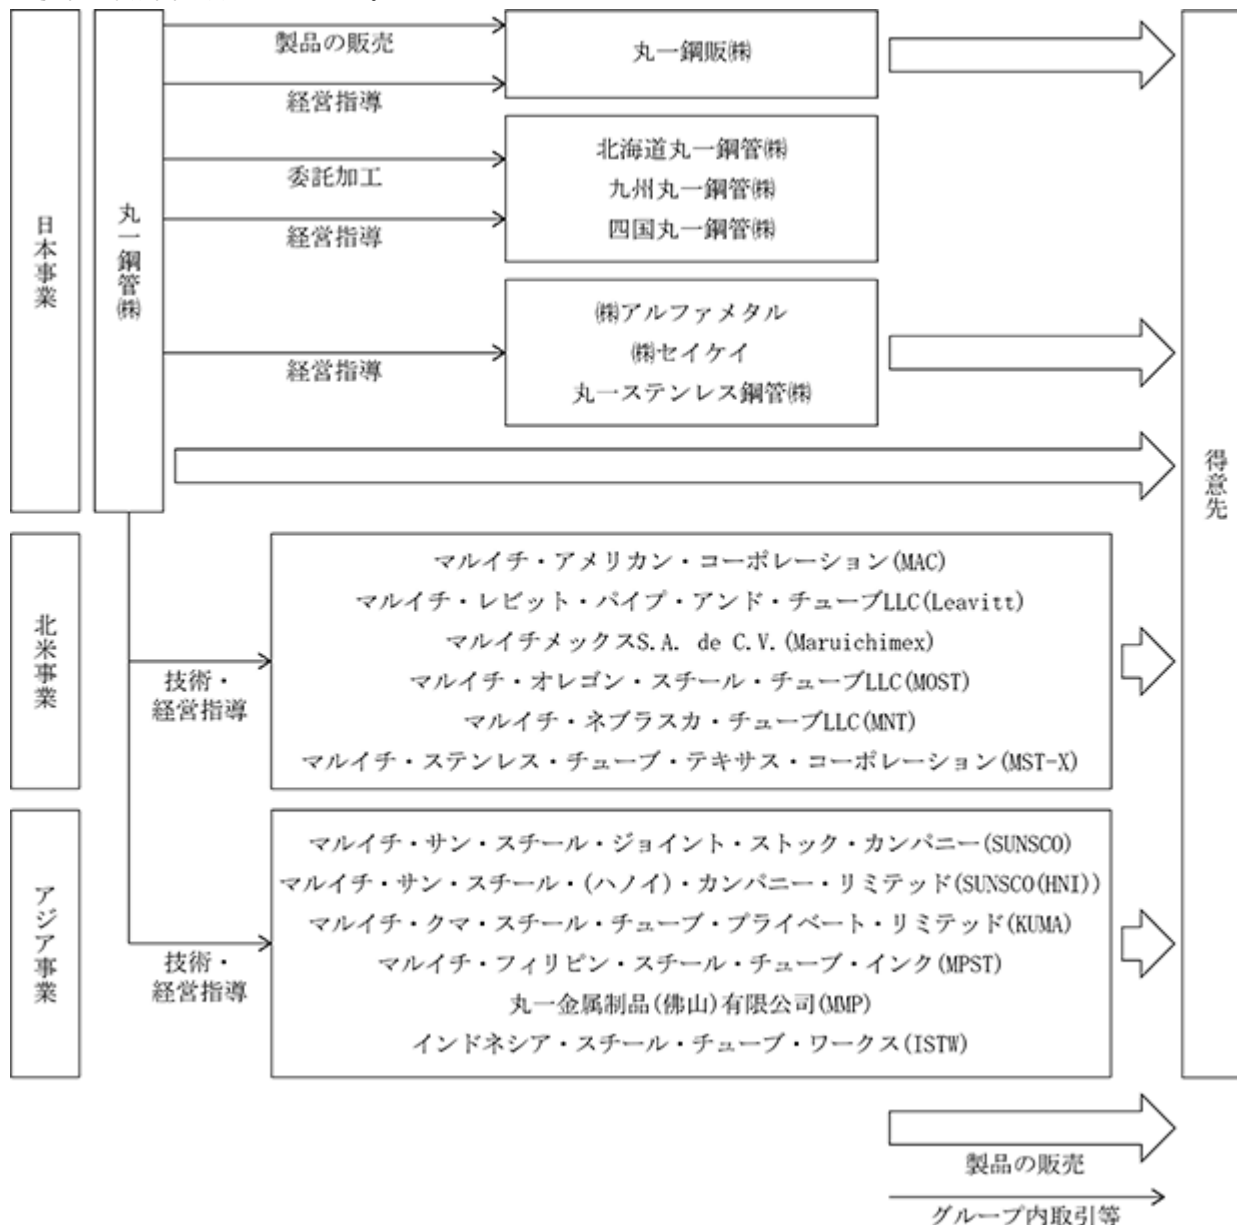 日本事業
丸一鋼管㈱
製品の販売
経営指導
丸一鋼販㈱
委託加工
経営指導
北海道丸一鋼管㈱
九州丸一鋼管㈱
四国丸一鋼管㈱
経営指導
㈱アルファメタル
㈱セイケイ
丸一ステンレス鋼管㈱
得意先
北米事業
技術・
経営指導
マルイチ・アメリカン・コーポレーション(MAC)
マルイチ・レビット・パイプ・アンド・チューブLLC(Leavitt)
マルイチメックスS.A. de C.V.(Maruichimex)
マルイチ・オレゴン・スチール・チューブLLC(MOST)
マルイチ・ネブラスカ・チューブLLC(MNT)
マルイチ・ステンレス・チューブ・テキサス・コーポレーション(MST-X)
アジア事業
技術・
経営指導
マルイチ・サン・スチール・ジョイント・ストック・カンパニー(SUNSCO)
マルイチ・サン・スチール・(ハノイ)・カンパニー・リミテッド(SUNSCO(HNI))
マルイチ・クマ・スチール・チューブ・プライベート・リミテッド(KUMA)
マルイチ・フィリピン・スチール・チューブ・インク(MPST)
丸一金属制品(佛山)有限公司(MMP)
インドネシア・スチール・チューブ・ワークス(ISTW)
製品の販売
グループ内取引等